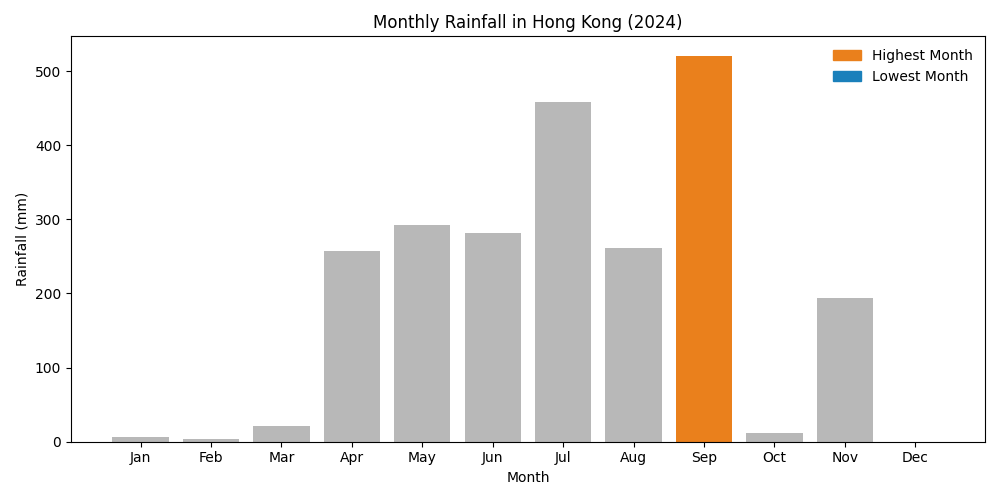 Monthly Rainfall in Hong Kong (2024)
Highest Month
Lowest Month
Rainfall (mm)
500
400
300
200
100
0
Jan Feb Mar Apr May Jun Jul Aug Sep Oct Nov Dec
Month